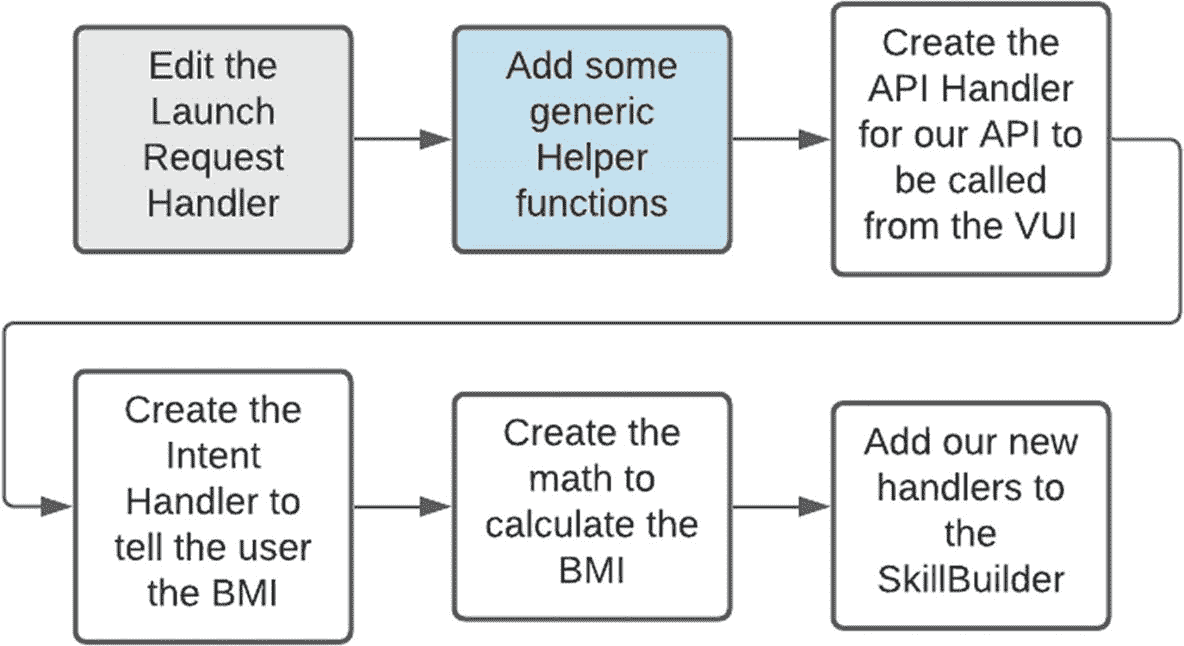 Edit the
Launch
Request
Handler
Add some
generic
Helper
functions
Create the
API Handler
for our API to
be called
from the VUI
Create the
Intent
Handler to
tell the user
the BMI
Create the
math to
calculate the
BMI
Add our new
handlers to
the
SkillBuilder